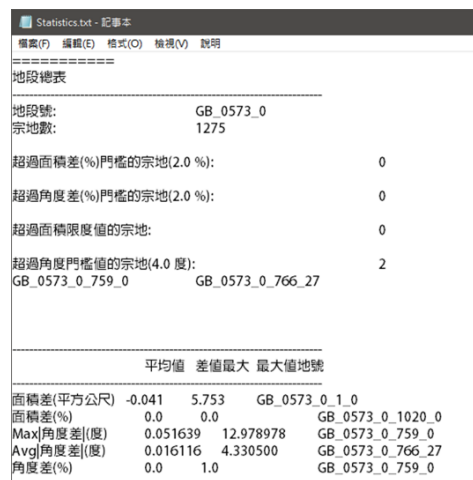 Statistics.txt - 記事本
檔案(F) 編輯(E) 格式(O) 檢視(V) 說明
===========
地段總表
地段號: GB_0573_0
宗地數: 1275
超過面積差(%)門檻的宗地(2.0 %): 0
超過角度差(%)門檻的宗地(2.0 %): 0
超過面積限度值的宗地: 0
超過角度門檻值的宗地(4.0 度): 2
GB_0573_0_759_0 GB_0573_0_766_27
平均值 差值最大 最大值地號
面積差(平方公尺) -0.041 5.753 GB_0573_0_1_0
面積差(%) 0.0 0.0 GB_0573_0_1020_0
Max|角度差|(度) 0.051639 12.978978 GB_0573_0_759_0
Avg|角度差|(度) 0.016116 4.330500 GB_0573_0_766_27
角度差(%) 0.0 1.0 GB_0573_0_759_0